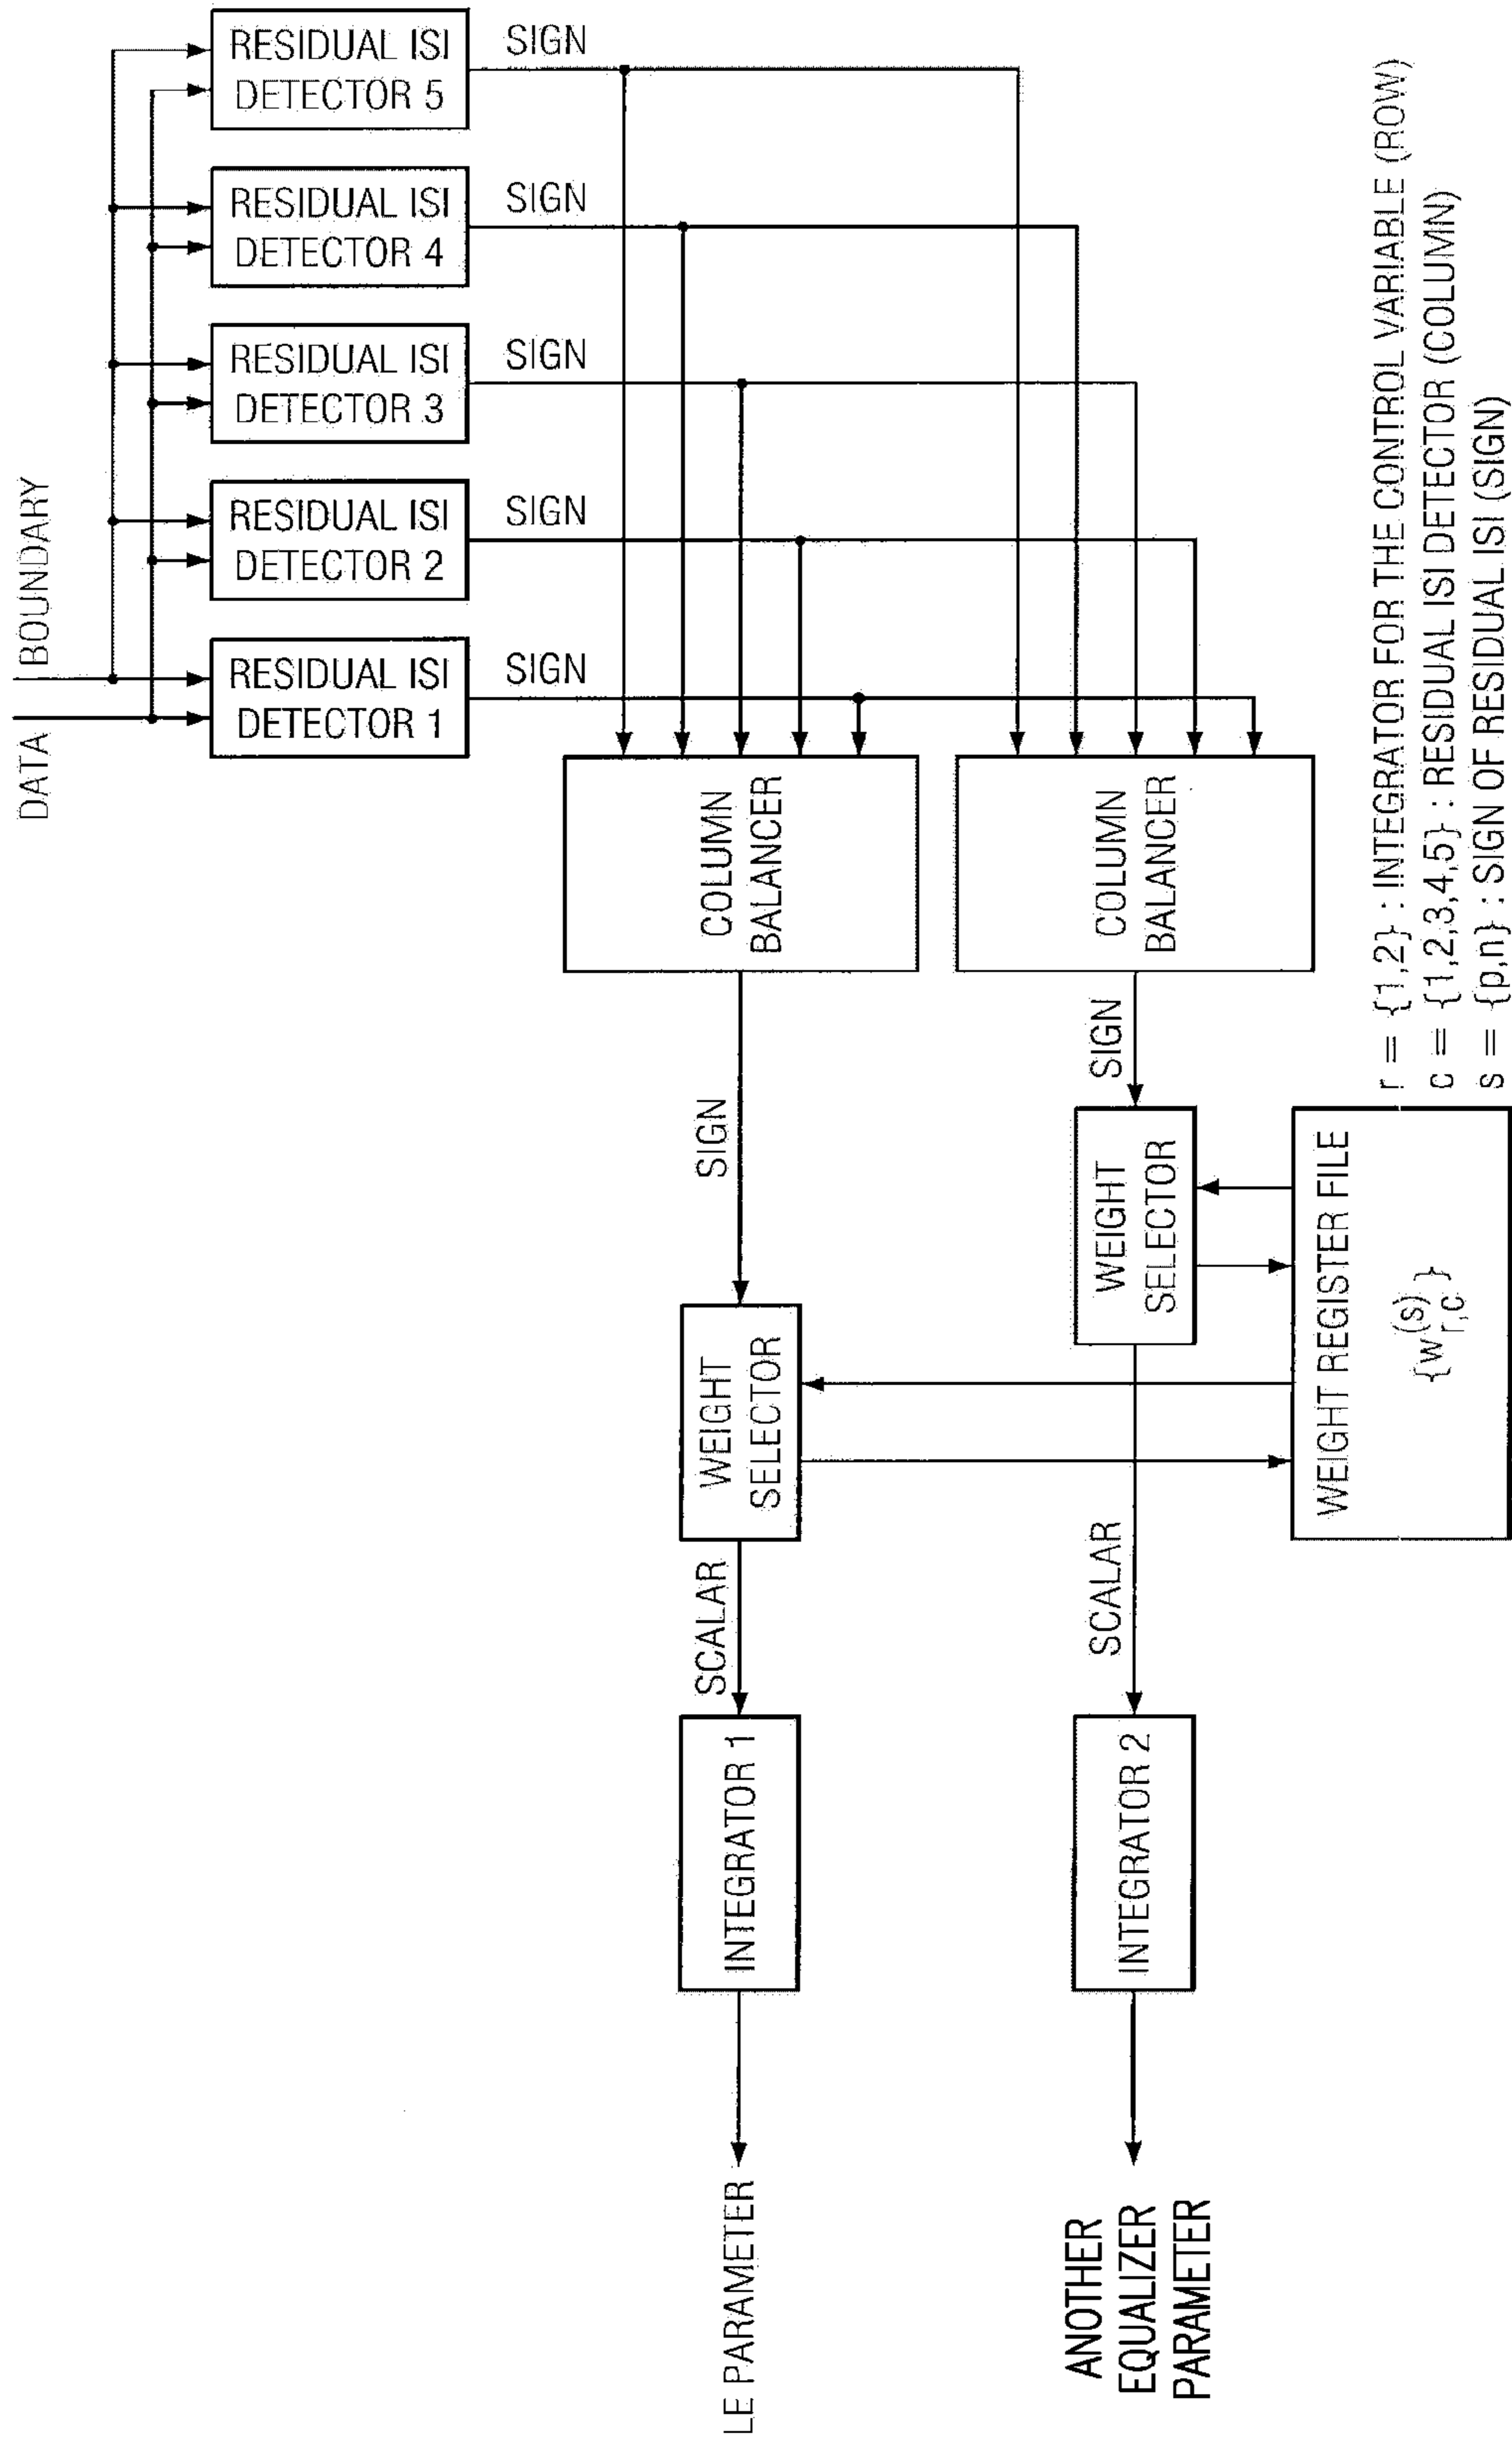 DATA
BOUNDARY
RESIDUAL ISI
DETECTOR 5
SIGN
RESIDUAL ISI
DETECTOR 4
SIGN
RESIDUAL ISI
DETECTOR 3
SIGN
RESIDUAL ISI
DETECTOR 2
SIGN
RESIDUAL ISI
DETECTOR 1
SIGN
COLUMN
BALANCER
COLUMN
BALANCER
SIGN
SIGN
WEIGHT
SELECTOR
WEIGHT
SELECTOR
WEIGHT REGISTER FILE
{w(s)r,c}
SCALAR
SCALAR
INTEGRATOR 1
INTEGRATOR 2
LE PARAMETER
ANOTHER
EQUALIZER
PARAMETER
r = {1,2} : INTEGRATOR FOR THE CONTROL VARIABLE (ROW)
c = {1,2,3,4,5} : RESIDUAL ISI DETECTOR (COLUMN)
s = {p,n} : SIGN OF RESIDUAL ISI (SIGN)